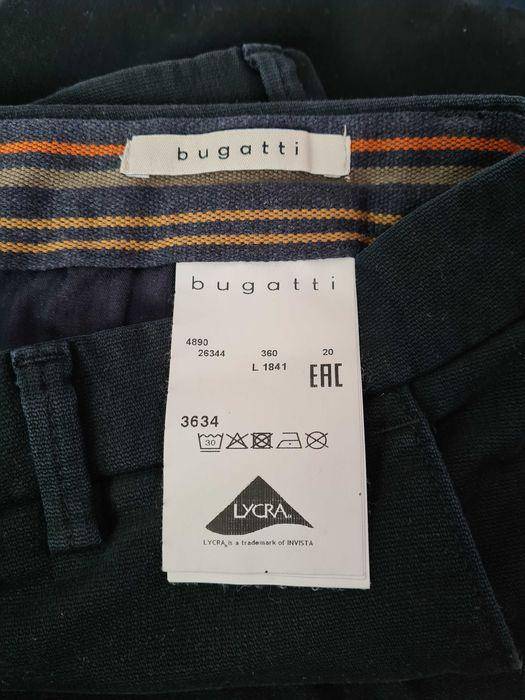 bugatti
bugatti
4890
26344 360 20
L 1841
EAC
3634
30
LYCRA
LYCRA is a trademark of INVISTA